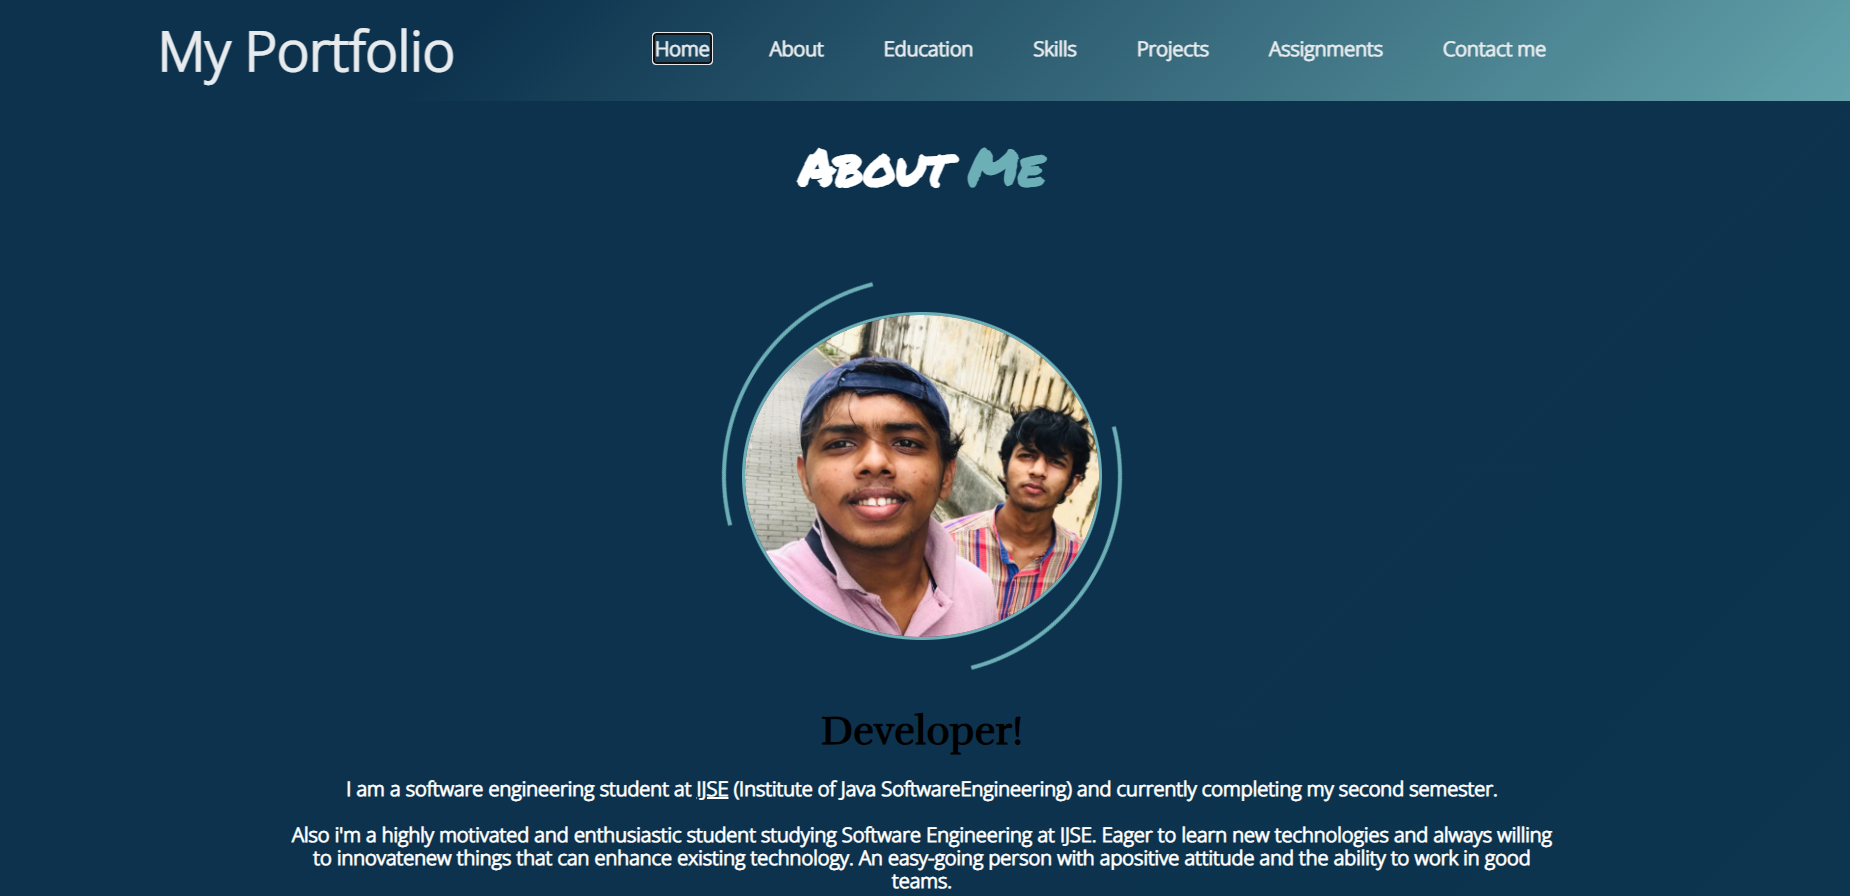 My Portfolio
Home About Education Skills Projects Assignments Contact me
About Me
Developer!
I am a software engineering student at IJSE (Institute of Java SoftwareEngineering) and currently completing my second semester.
Also i'm a highly motivated and enthusiastic student studying Software Engineering at IJSE. Eager to learn new technologies and always willing
to innovatenew things that can enhance existing technology. An easy-going person with apositive attitude and the ability to work in good
teams.